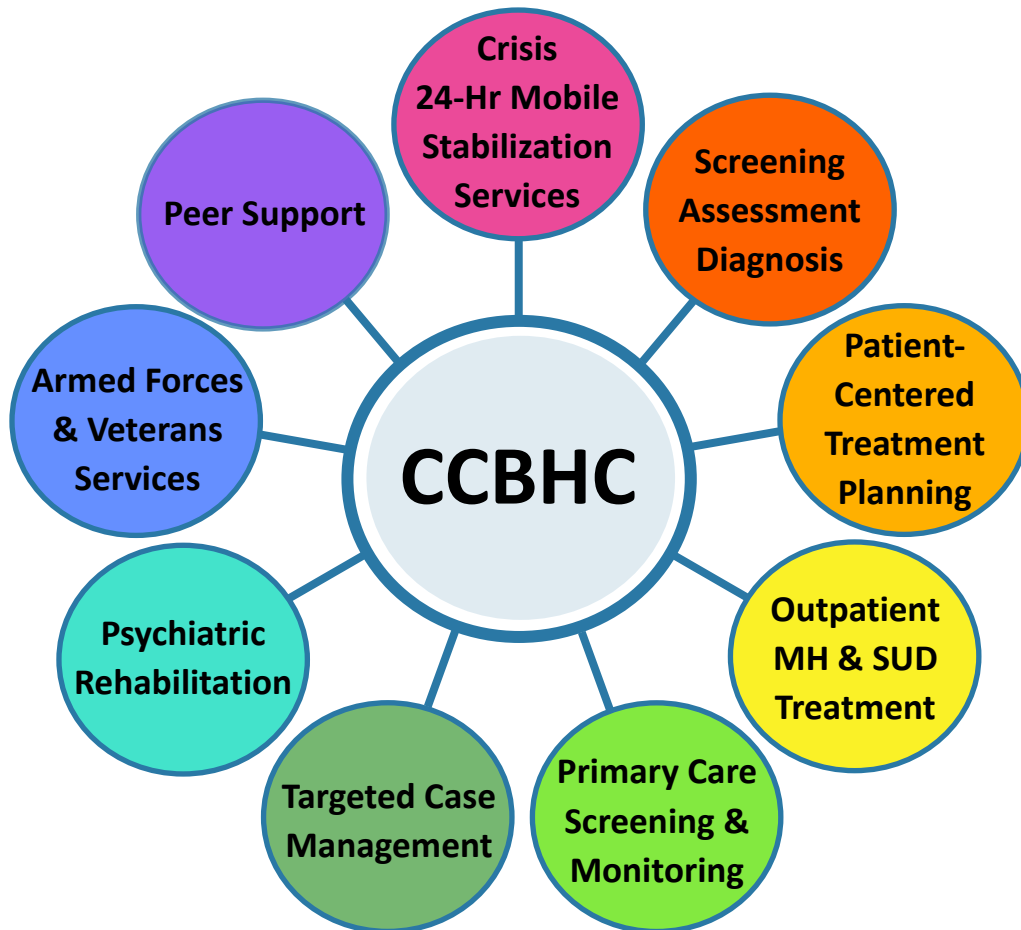 Crisis
24-Hr Mobile
Stabilization
Services
Screening
Assessment
Diagnosis
Patient-
Centered
Treatment
Planning
Outpatient
MH & SUD
Treatment
Primary Care
Screening &
Monitoring
Targeted Case
Management
Psychiatric
Rehabilitation
Armed Forces
& Veterans
Services
Peer Support
CCBHC